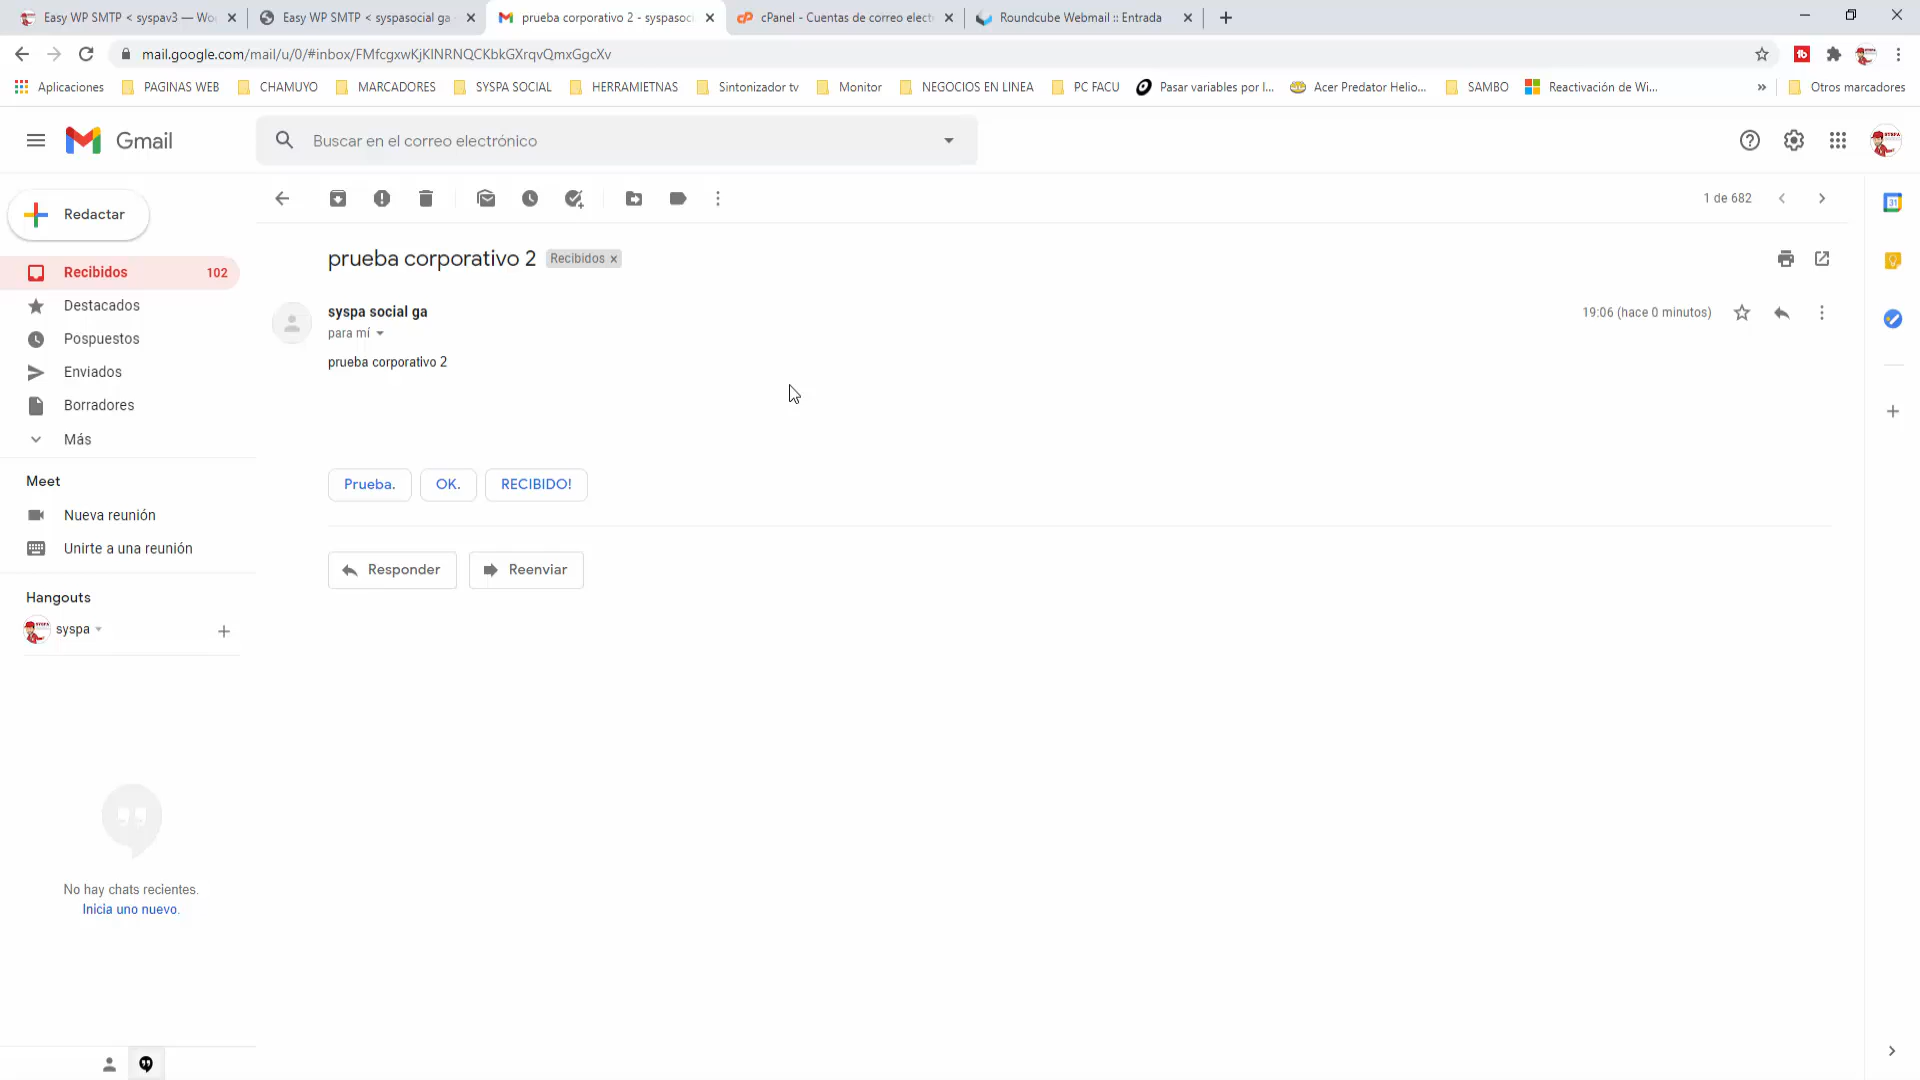 Easy WP SMTP < syspav3 — Wo
Easy WP SMTP < syspasocial ga
prueba corporativo 2 - syspasoc
cPanel - Cuentas de correo elect
Roundcube Webmail :: Entrada
mail.google.com/mail/u/0/#inbox/FMfcgxwKjKlNRNQCKbkGXrqvQmxGgcXv
Aplicaciones
PAGINAS WEB
CHAMUYO
MARCADORES
SYSPA SOCIAL
HERRAMIETNAS
Sintonizador tv
Monitor
NEGOCIOS EN LINEA
PC FACU
Pasar variables por l...
Acer Predator Helio...
SAMBO
Reactivación de Wi...
»
Otros marcadores
Gmail
Buscar en el correo electrónico
Redactar
1 de 682
prueba corporativo 2
Recibidos ×
Recibidos 102
Destacados
Pospuestos
Enviados
Borradores
Más
syspa social ga
19:06 (hace 0 minutos)
para mí
prueba corporativo 2
Prueba.
OK.
RECIBIDO!
Responder
Reenviar
Meet
Nueva reunión
Unirte a una reunión
Hangouts
syspa
No hay chats recientes.
Inicia uno nuevo.
31